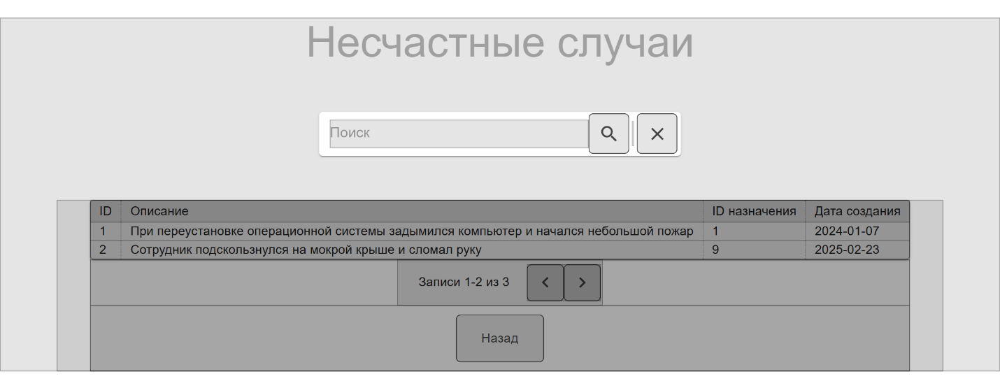 Несчастные случаи
Поиск
ID Описание ID назначения Дата создания
1 При переустановке операционной системы задымился компьютер и начался небольшой пожар 1 2024-01-07
2 Сотрудник подскользнулся на мокрой крыше и сломал руку 9 2025-02-23
Записи 1-2 из 3
Назад